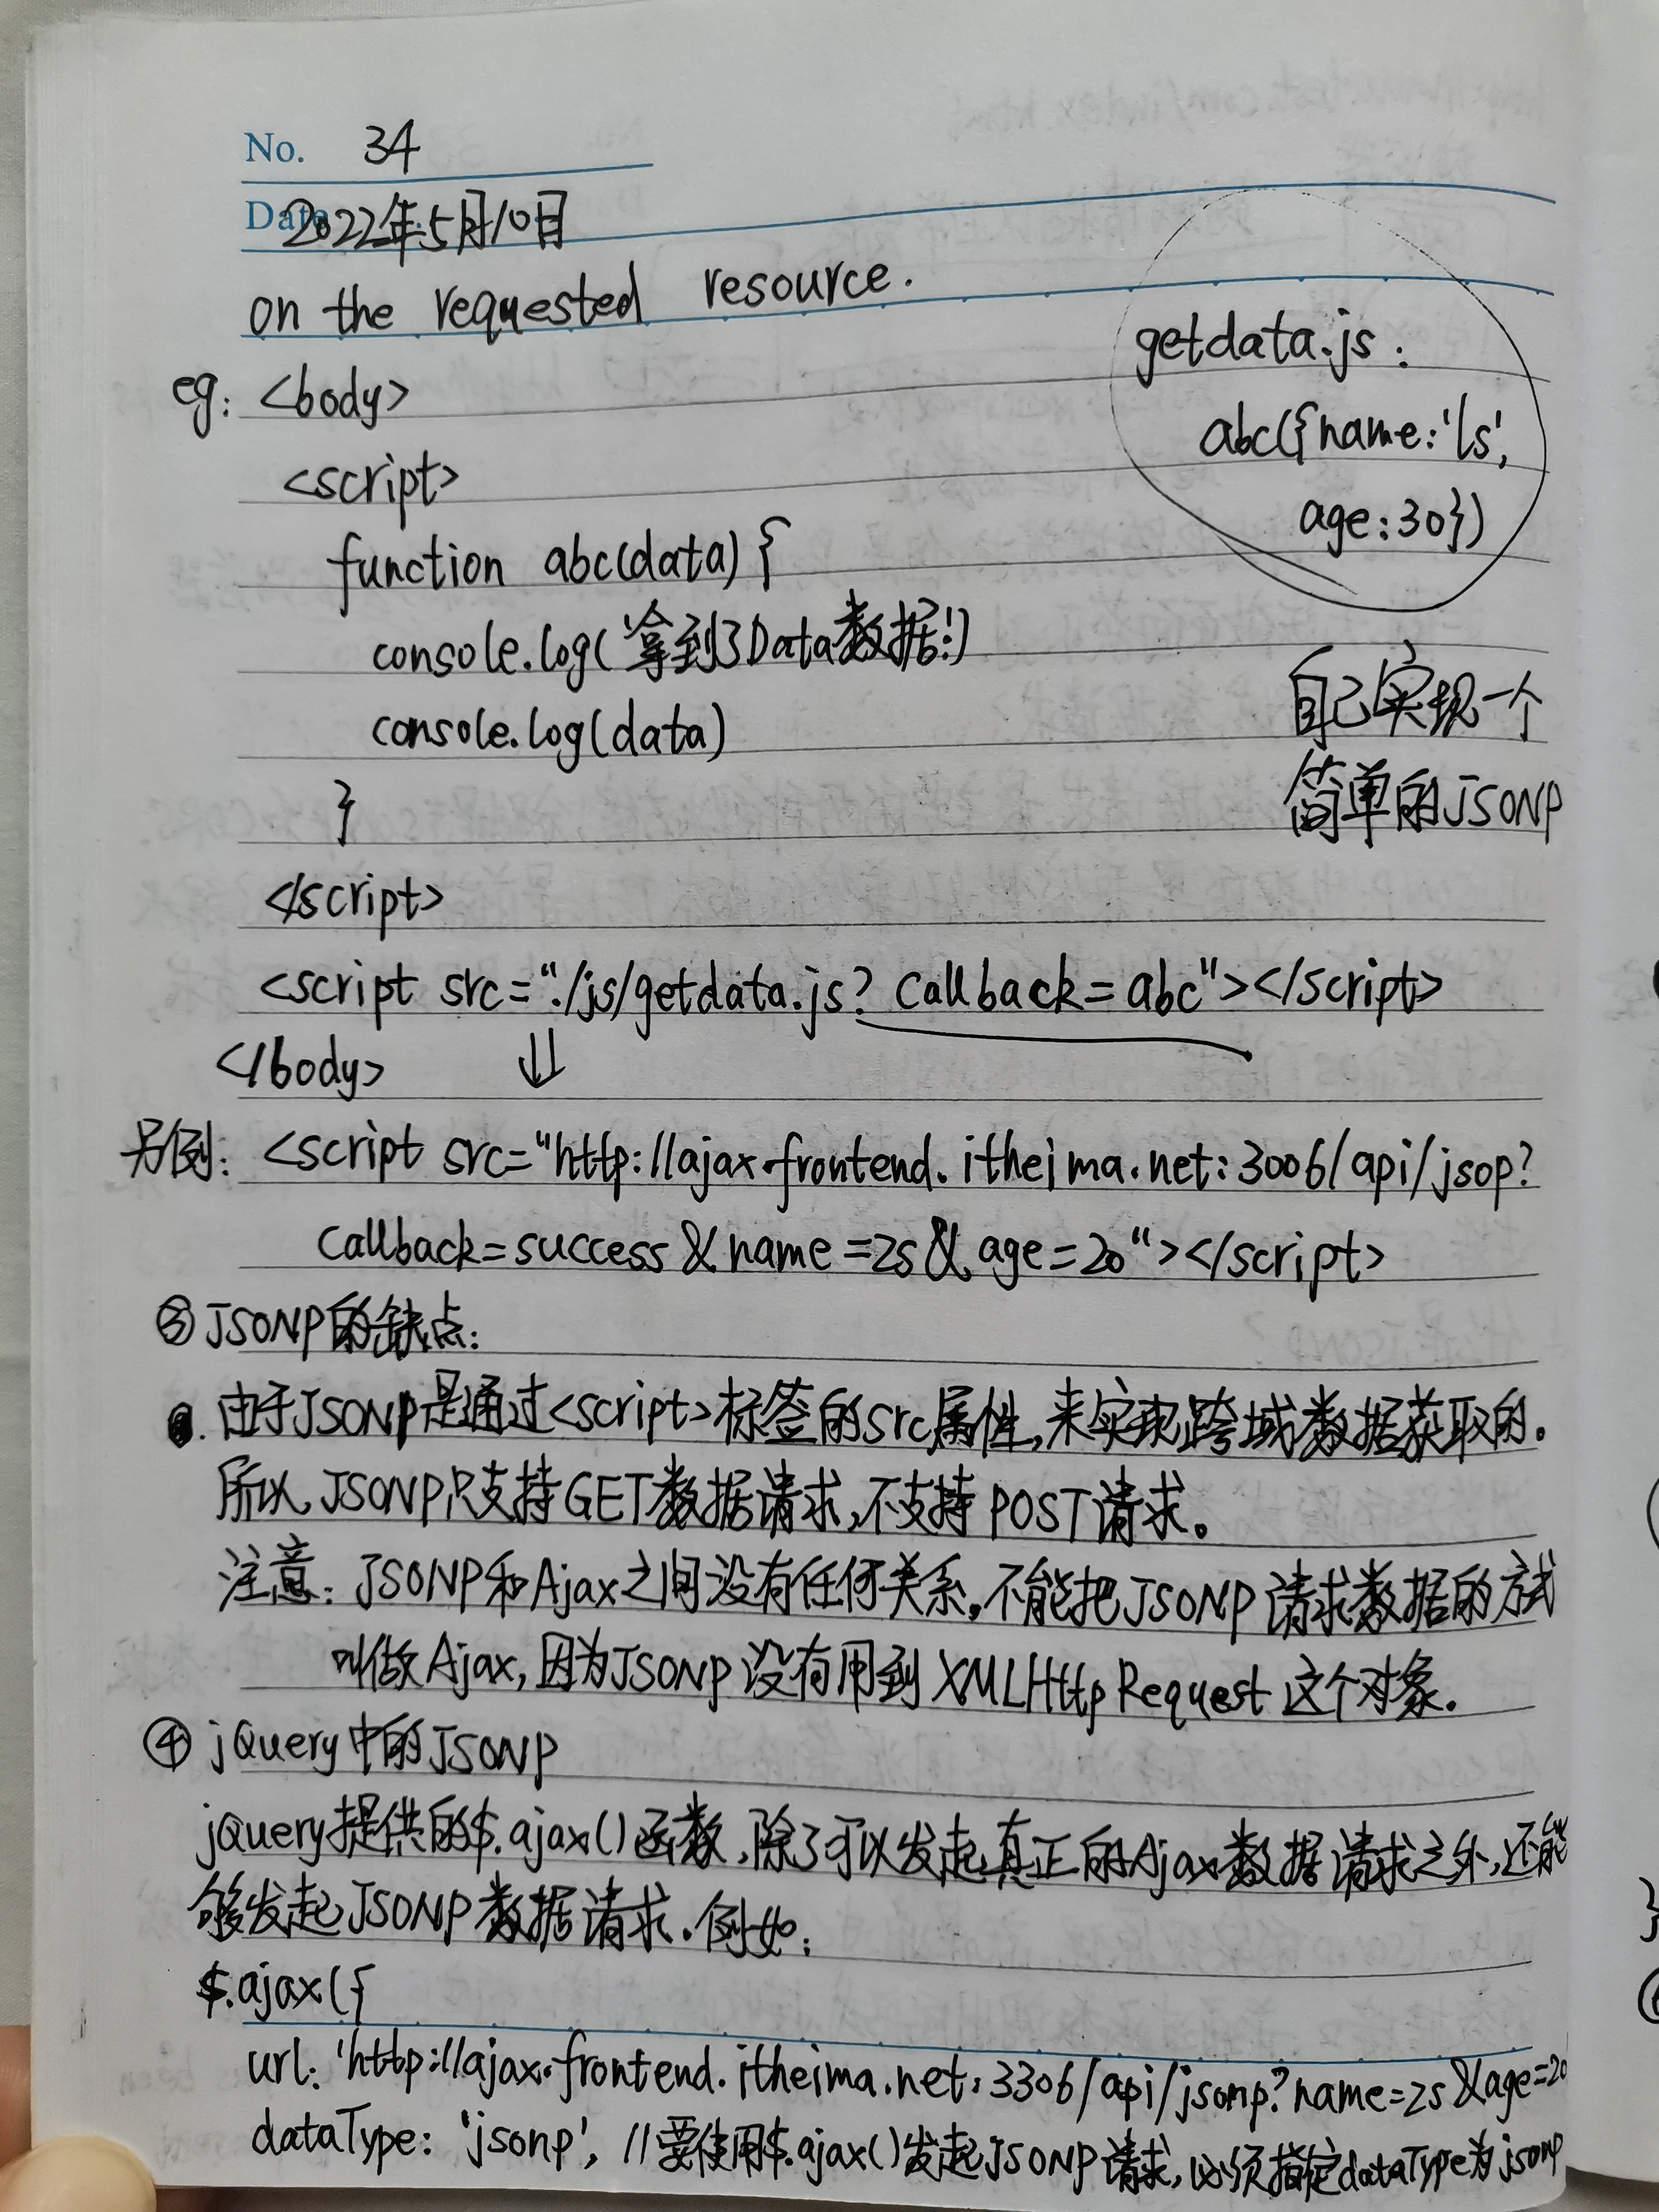 No. 34
Date 2022年5月10日
on the requested resource.
getdata.js:
abc({name:'ls',
age:30})
eg: <body>
<script>
function abc(data){
console.log('拿到了Data数据!')
console.log(data)
}
自己实现一个
简单的JSONP
</script>
<script src="./js/getdata.js?callback=abc"></script>
</body> ⇓
另例: <script src="http://ajax.frontend.itheima.net:3006/api/jsop?
callback=success&name=zs&age=20"></script>
③JSONP的缺点:
由于JSONP是通过<script>标签的src属性,来实现跨域数据获取的。
所以,JSONP只支持GET数据请求,不支持POST请求。
注意:JSONP和Ajax之间没有任何关系,不能把JSONP请求数据的方式
叫做Ajax,因为JSONP没有用到XMLHttpRequest这个对象.
④ jQuery中的JSONP
jQuery提供的$.ajax()函数,除了可以发起真正的Ajax数据请求之外,还能
够发起JSONP数据请求.例如:
$.ajax({
url: 'http://ajax.frontend.itheima.net:3306/api/jsonp?name=zs&age=20
dataType: 'jsonp', //要使用$.ajax()发起JSONP请求,必须指定dataType为jsonp